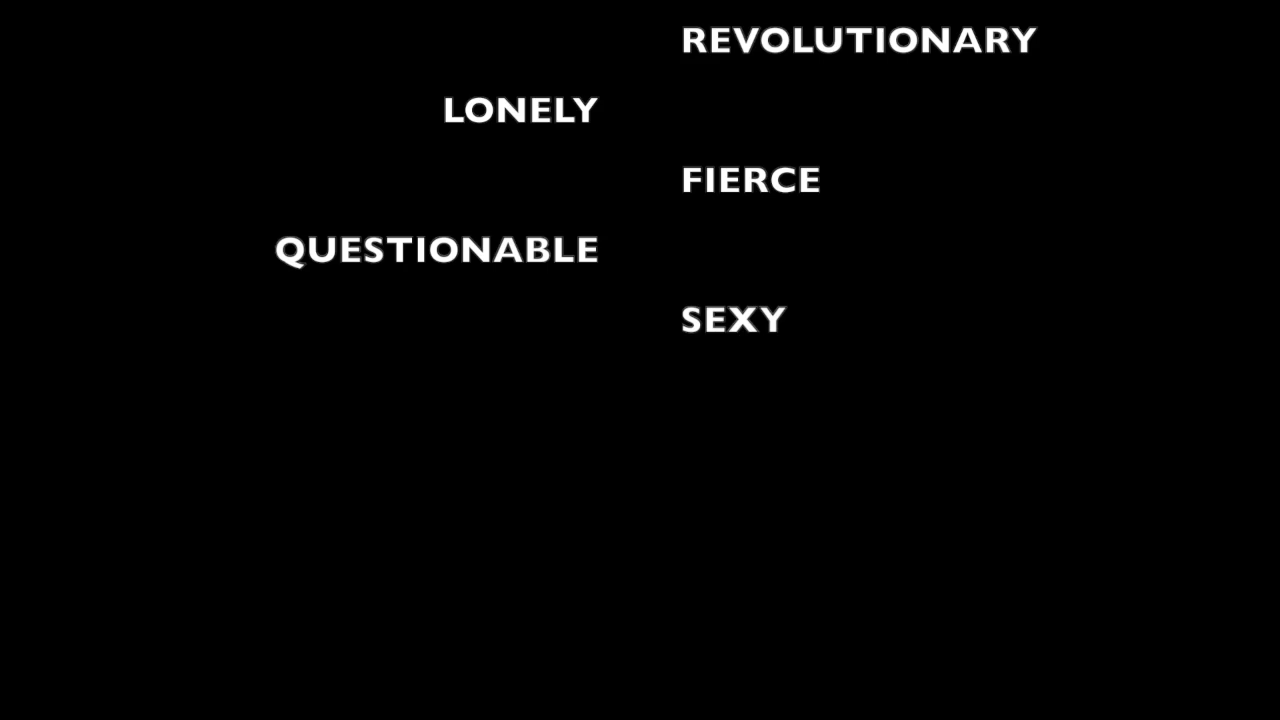 REVOLUTIONARY
LONELY
FIERCE
QUESTIONABLE
SEXY